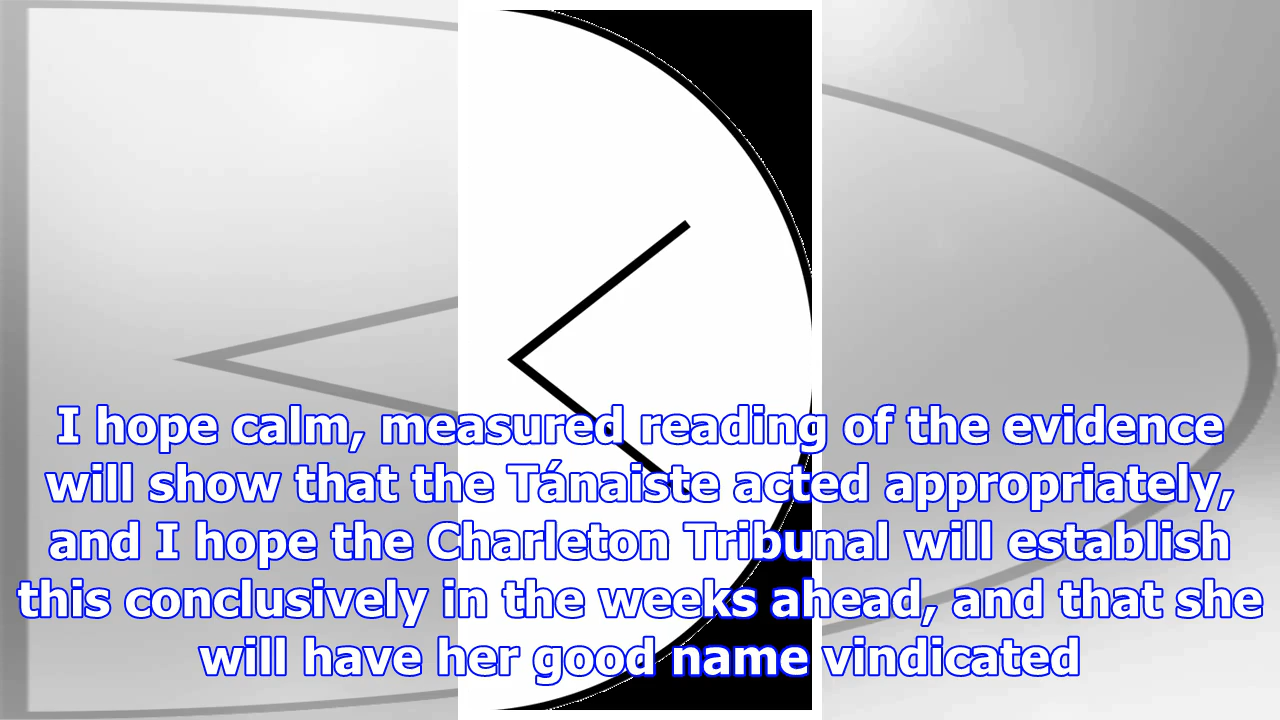 I hope calm, measured reading of the evidence
will show that the Tánaiste acted appropriately,
and I hope the Charleton Tribunal will establish
this conclusively in the weeks ahead, and that she
will have her good name vindicated